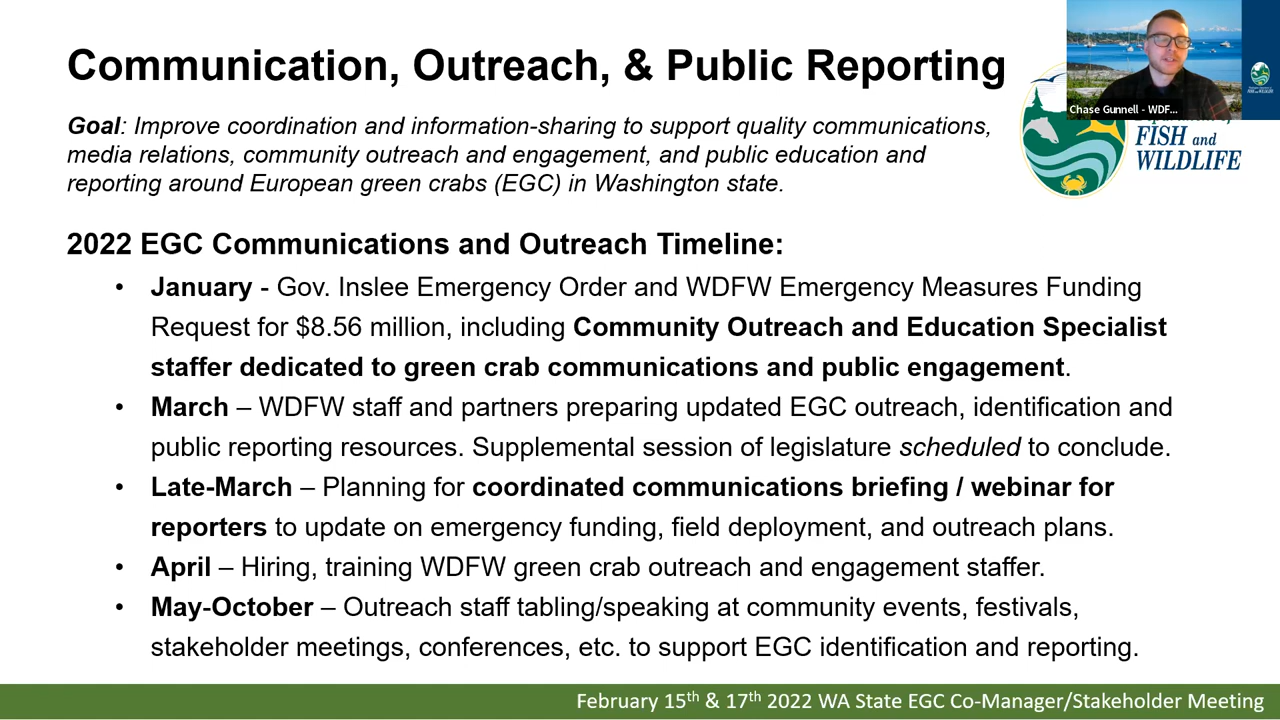 Communication, Outreach, & Public Reporting
Chase Gunnell - WDF...
FISH and
WILDLIFE
Goal: Improve coordination and information-sharing to support quality communications,
media relations, community outreach and engagement, and public education and
reporting around European green crabs (EGC) in Washington state.
2022 EGC Communications and Outreach Timeline:
• January - Gov. Inslee Emergency Order and WDFW Emergency Measures Funding
Request for $8.56 million, including Community Outreach and Education Specialist
staffer dedicated to green crab communications and public engagement.
• March – WDFW staff and partners preparing updated EGC outreach, identification and
public reporting resources. Supplemental session of legislature scheduled to conclude.
• Late-March – Planning for coordinated communications briefing / webinar for
reporters to update on emergency funding, field deployment, and outreach plans.
• April – Hiring, training WDFW green crab outreach and engagement staffer.
• May-October – Outreach staff tabling/speaking at community events, festivals,
stakeholder meetings, conferences, etc. to support EGC identification and reporting.
February 15th & 17th 2022 WA State EGC Co-Manager/Stakeholder Meeting